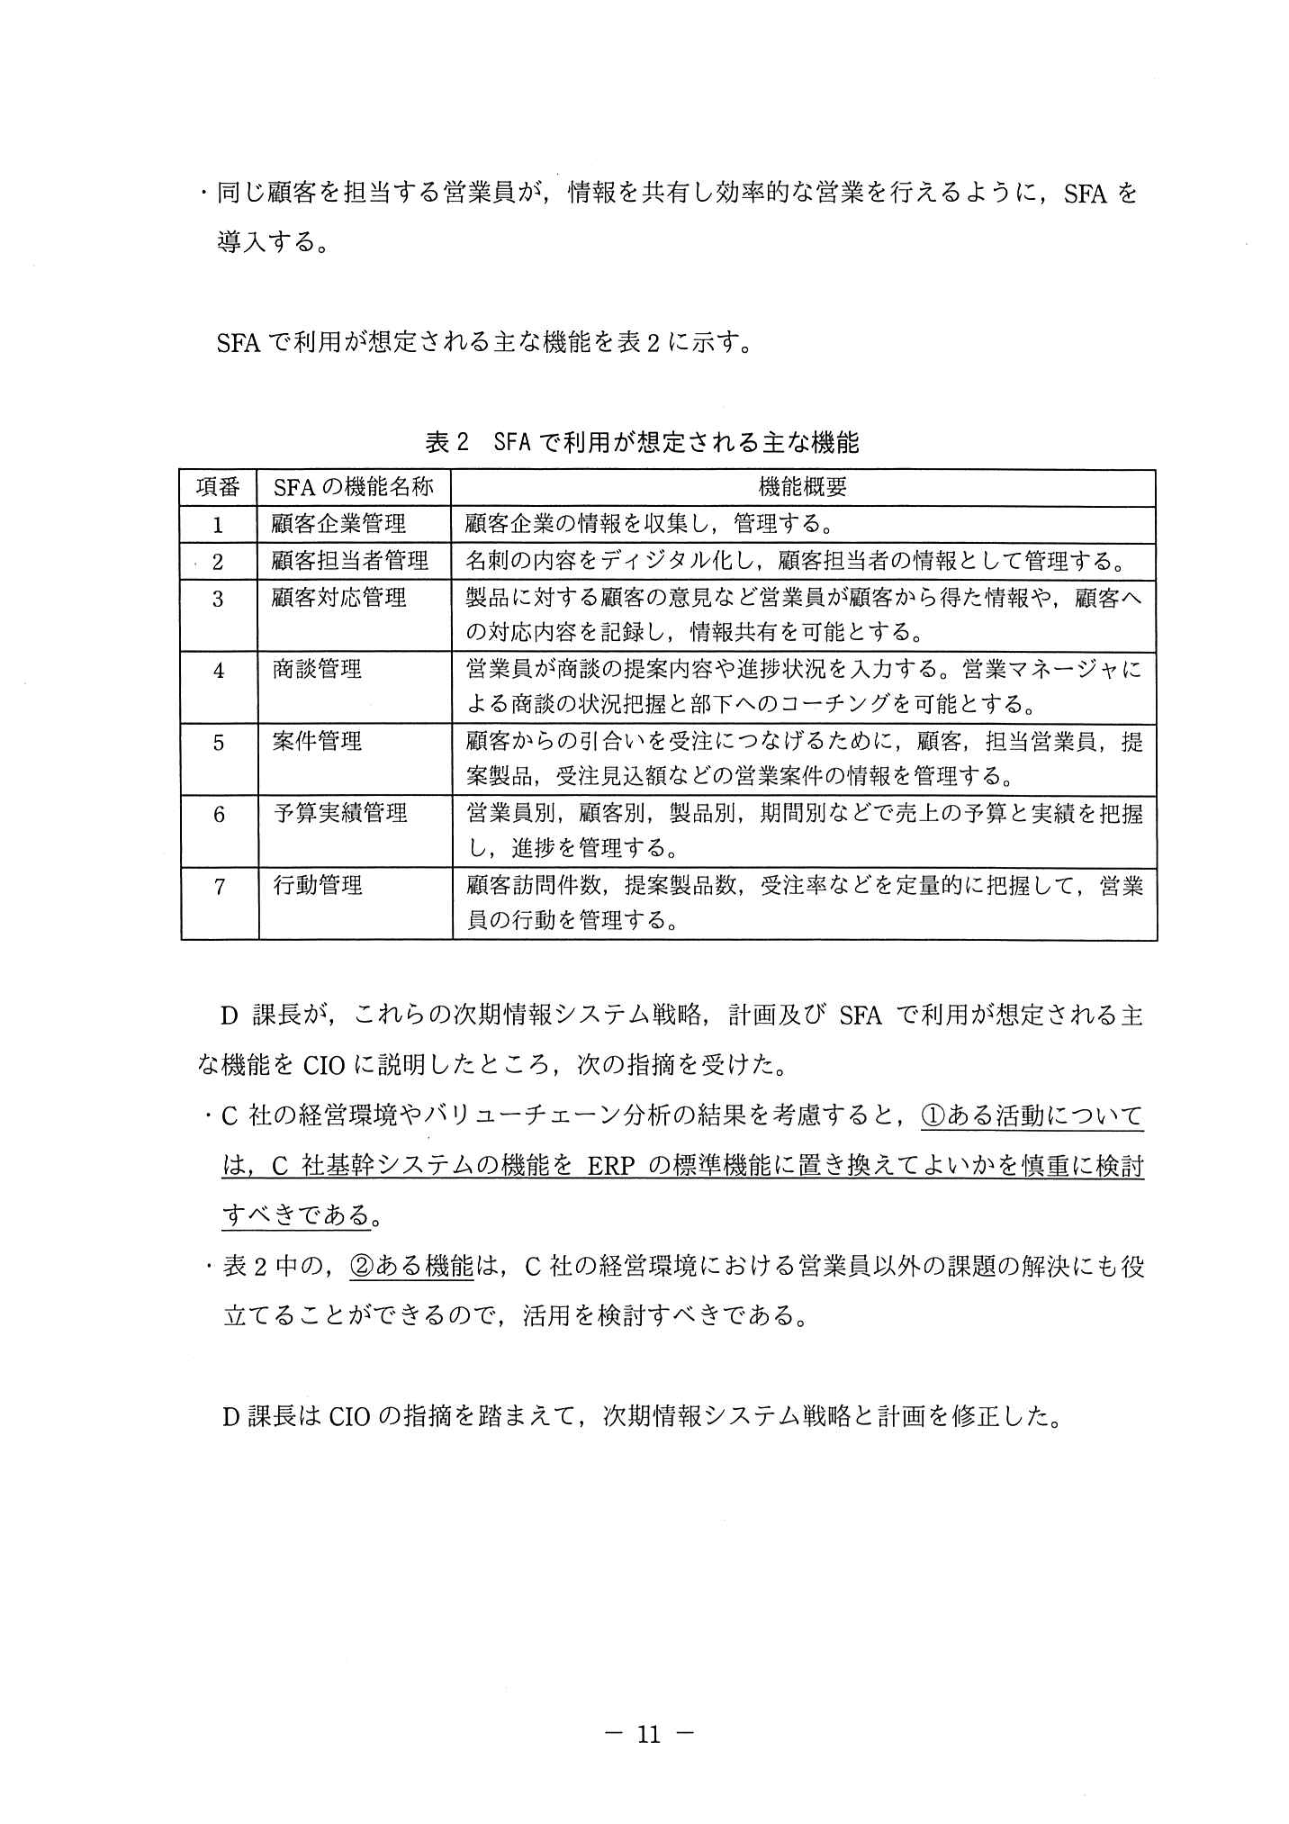 ・同じ顧客を担当する営業員が，情報を共有し効率的な営業を行えるように，SFA を
導入する。
SFA で利用が想定される主な機能を表 2 に示す。
表 2　SFA で利用が想定される主な機能
項番　SFA の機能名称　機能概要
1　顧客企業管理　顧客企業の情報を収集し，管理する。
2　顧客担当者管理　名刺の内容をディジタル化し，顧客担当者の情報として管理する。
3　顧客対応管理　製品に対する顧客の意見など営業員が顧客から得た情報や，顧客へ
の対応内容を記録し，情報共有を可能とする。
4　商談管理　営業員が商談の提案内容や進捗状況を入力する。営業マネージャに
よる商談の状況把握と部下へのコーチングを可能とする。
5　案件管理　顧客からの引合いを受注につなげるために，顧客，担当営業員，提
案製品，受注見込額などの営業案件の情報を管理する。
6　予算実績管理　営業員別，顧客別，製品別，期間別などで売上の予算と実績を把握
し，進捗を管理する。
7　行動管理　顧客訪問件数，提案製品数，受注率などを定量的に把握して，営業
員の行動を管理する。
D 課長が，これらの次期情報システム戦略，計画及び SFA で利用が想定される主
な機能を CIO に説明したところ，次の指摘を受けた。
・C 社の経営環境やバリューチェーン分析の結果を考慮すると，①ある活動について
は，C 社基幹システムの機能を ERP の標準機能に置き換えてよいかを慎重に検討
すべきである。
・表 2 中の，②ある機能は，C 社の経営環境における営業員以外の課題の解決にも役
立てることができるので，活用を検討すべきである。
D 課長は CIO の指摘を踏まえて，次期情報システム戦略と計画を修正した。
－ 11 －